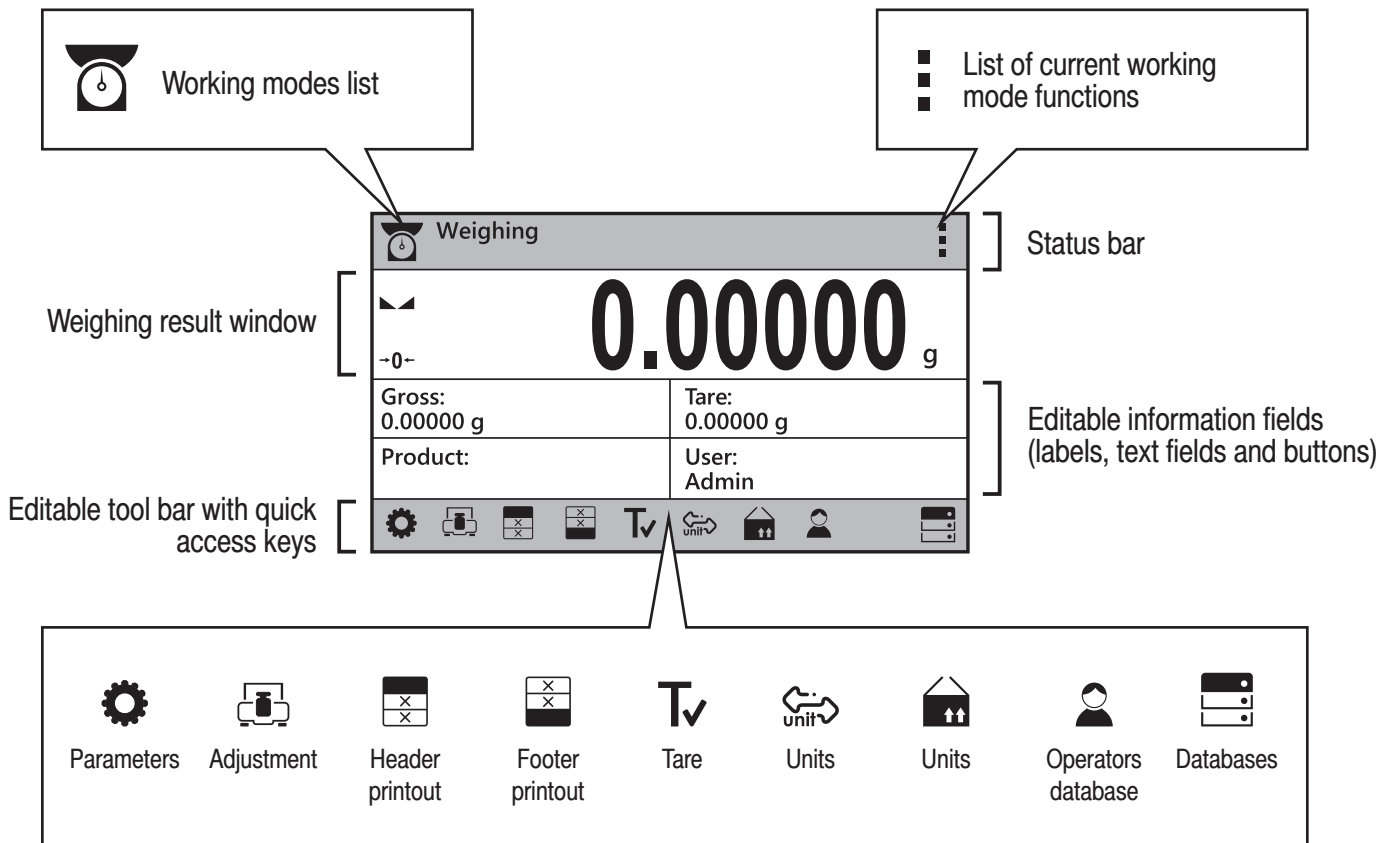 Working modes list
List of current working
mode functions
Weighing
Status bar
Weighing result window
0.00000 g
→0←
Gross:
0.00000 g
Tare:
0.00000 g
Editable information fields
(labels, text fields and buttons)
Product:
User:
Admin
Editable tool bar with quick
access keys
T
unit
Parameters
Adjustment
Header
printout
Footer
printout
T
Tare
unit
Units
Units
Operators
database
Databases